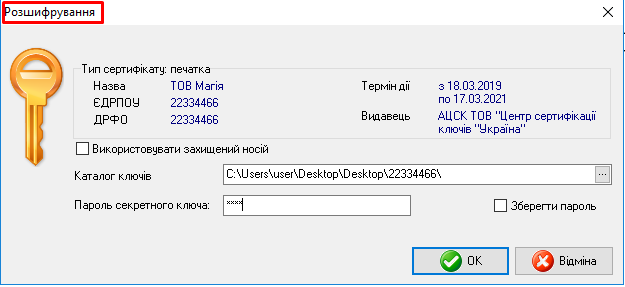 Розшифрування
Тип сертифікату: печатка
Назва ТОВ Магія
ЄДРПОУ 22334466
ДРФО 22334466
Термін дії з 18.03.2019
по 17.03.2021
Видавець АЦСК ТОВ "Центр сертифікації
ключів "Україна"
Використовувати захищений носій
Каталог ключів C:\Users\user\Desktop\Desktop\22334466\ ...
Пароль секретного ключа: ****
Зберегти пароль
OK Відміна